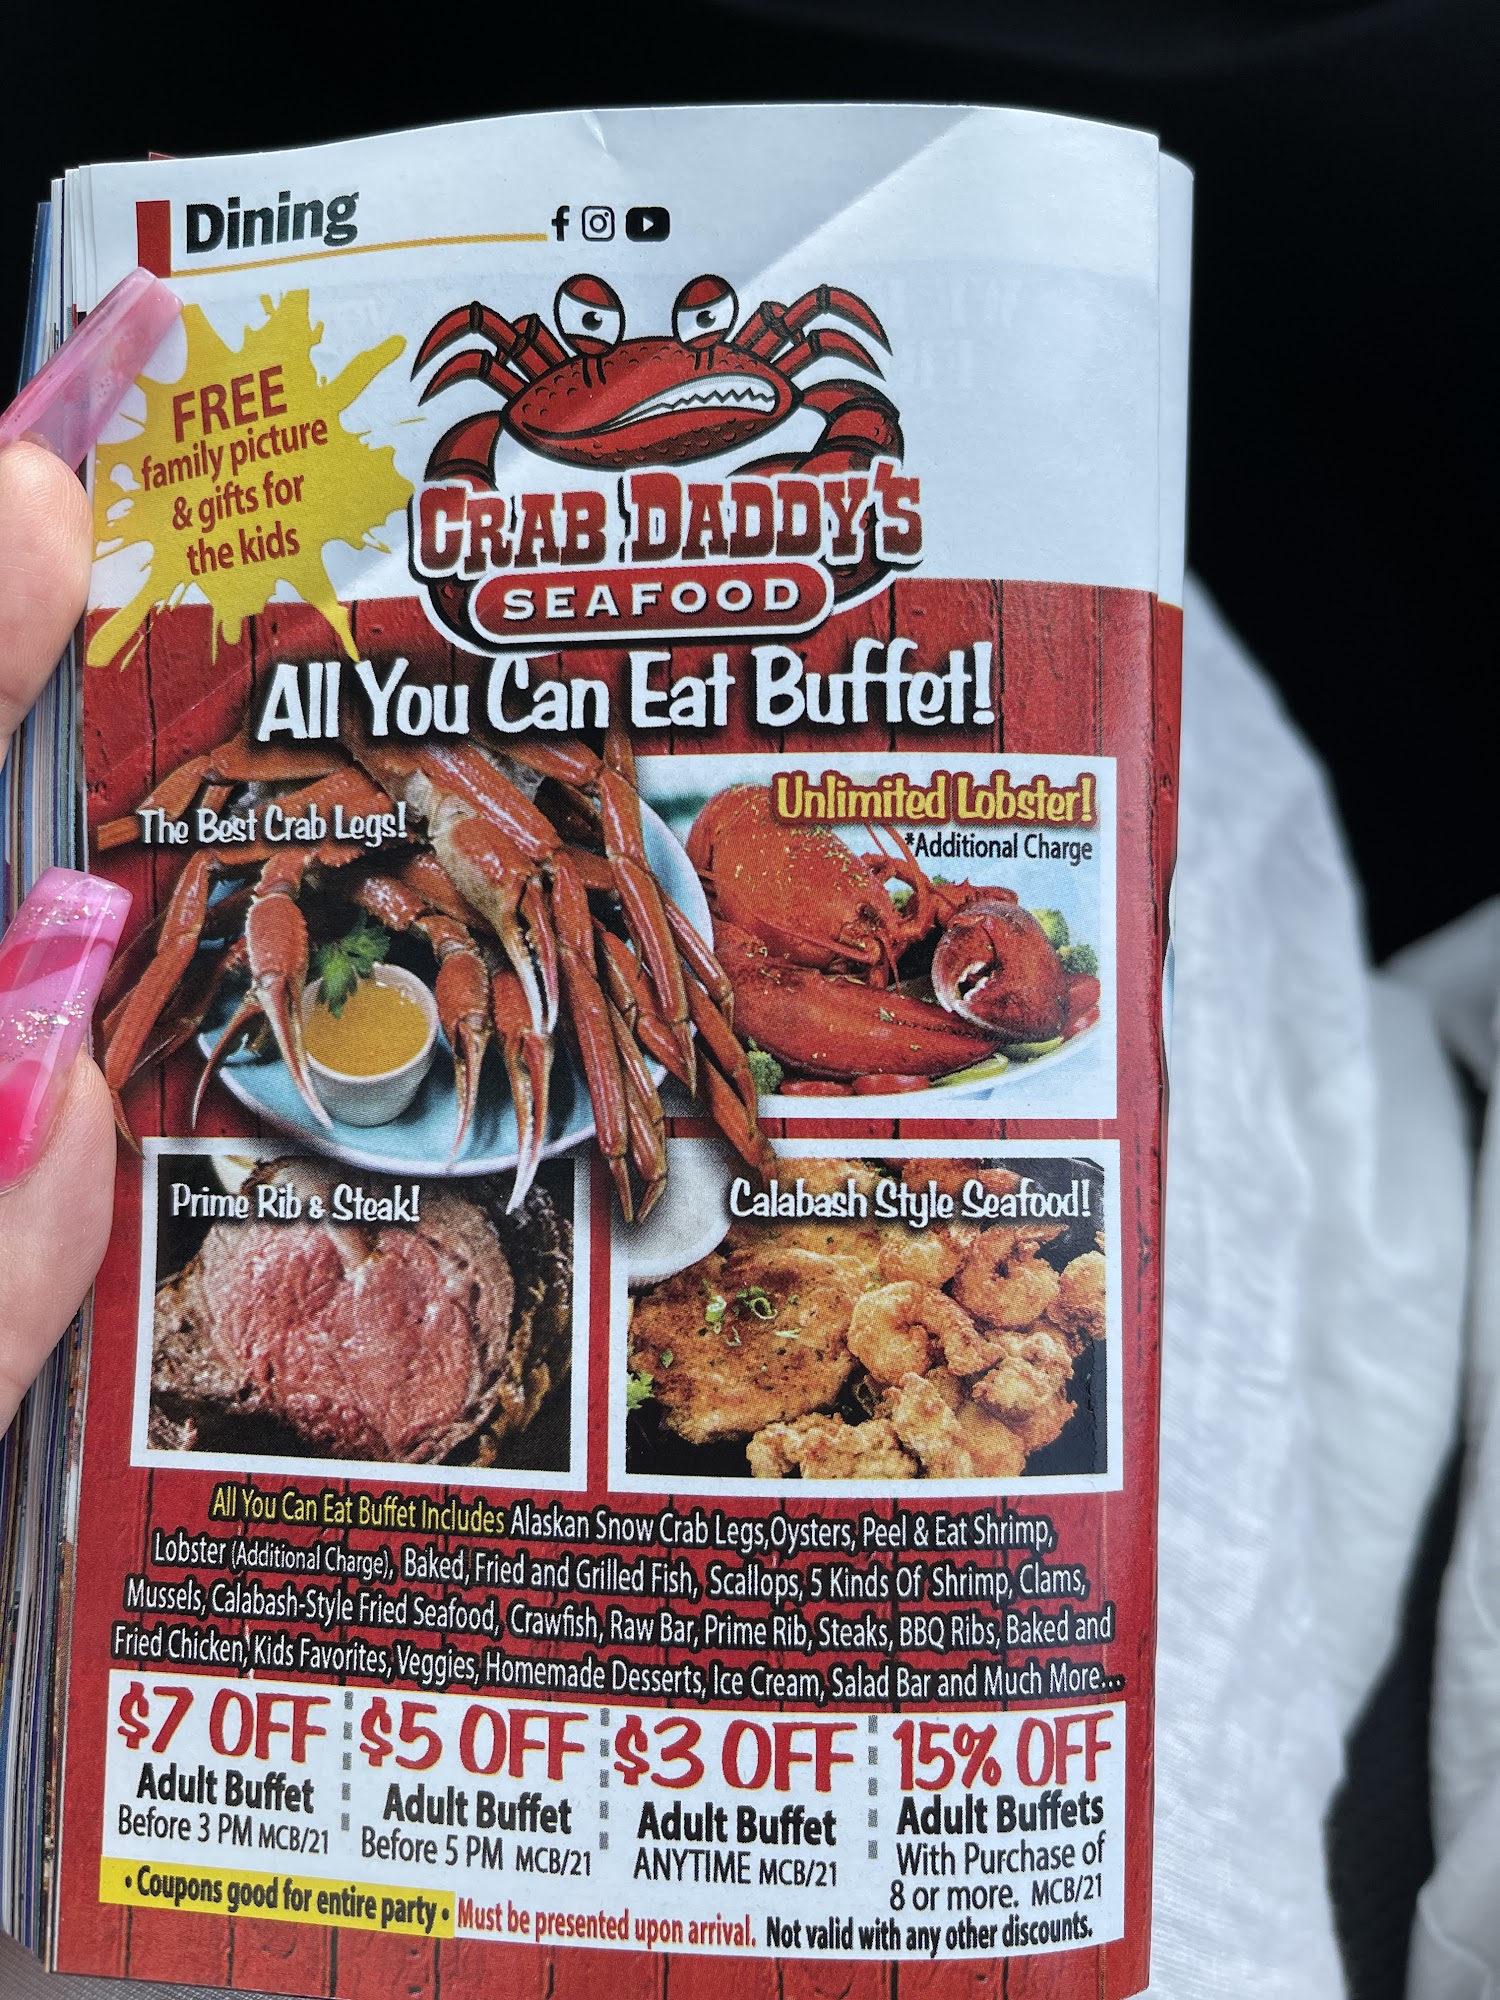 Dining
FREE
family picture
& gifts for
the kids
CRAB DADDY'S
SEAFOOD
All You Can Eat Buffet!
The Best Crab Legs!
Unlimited Lobster!
*Additional Charge
Prime Rib & Steak!
Calabash Style Seafood!
All You Can Eat Buffet Includes Alaskan Snow Crab Legs,Oysters, Peel & Eat Shrimp,
Lobster (Additional Charge), Baked, Fried and Grilled Fish, Scallops, 5 Kinds Of Shrimp, Clams,
Mussels, Calabash-Style Fried Seafood, Crawfish, Raw Bar, Prime Rib, Steaks, BBQ Ribs, Baked and
Fried Chicken, Kids Favorites, Veggies, Homemade Desserts, Ice Cream, Salad Bar and Much More...
$7 OFF
Adult Buffet
Before 3 PM MCB/21
$5 OFF
Adult Buffet
Before 5 PM MCB/21
$3 OFF
Adult Buffet
ANYTIME MCB/21
15% OFF
Adult Buffets
With Purchase of
8 or more. MCB/21
• Coupons good for entire party • Must be presented upon arrival. Not valid with any other discounts.